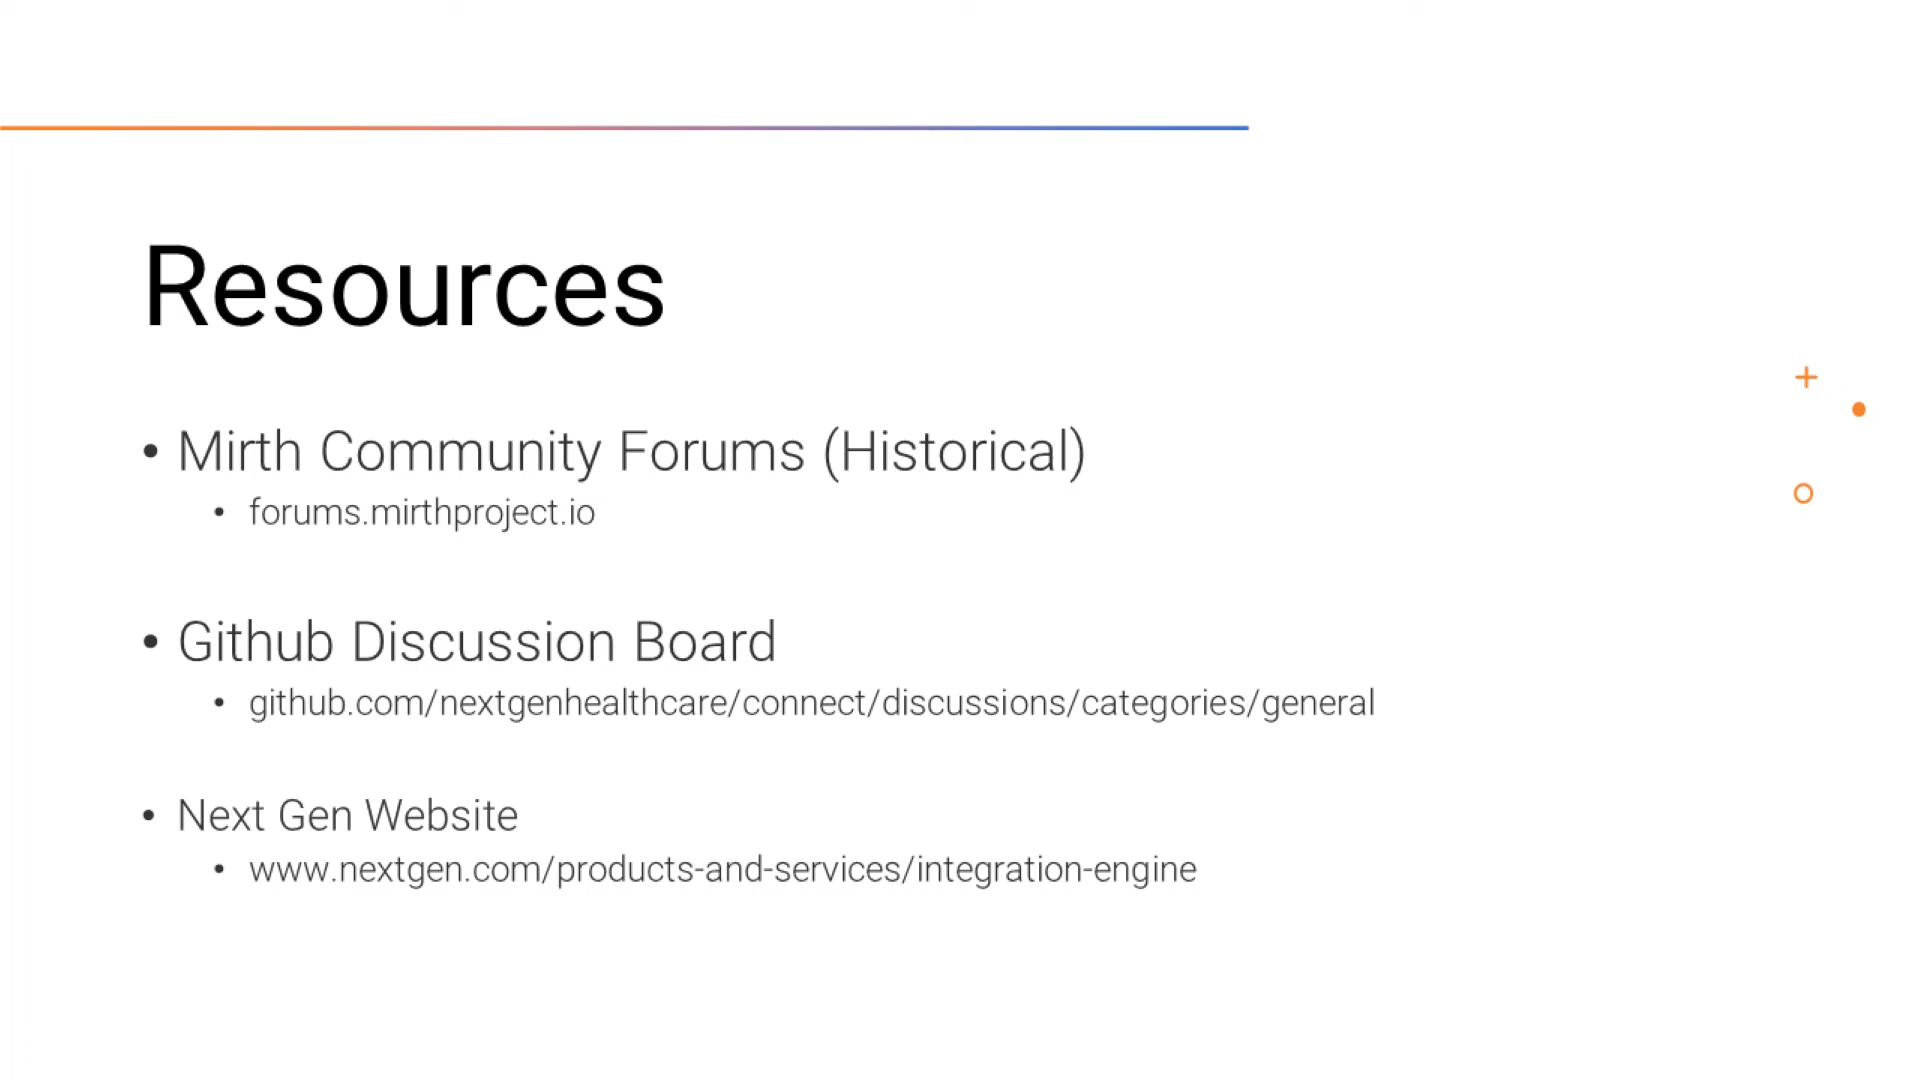 Resources
• Mirth Community Forums (Historical)
• forums.mirthproject.io
• Github Discussion Board
• github.com/nextgenhealthcare/connect/discussions/categories/general
• Next Gen Website
• www.nextgen.com/products-and-services/integration-engine